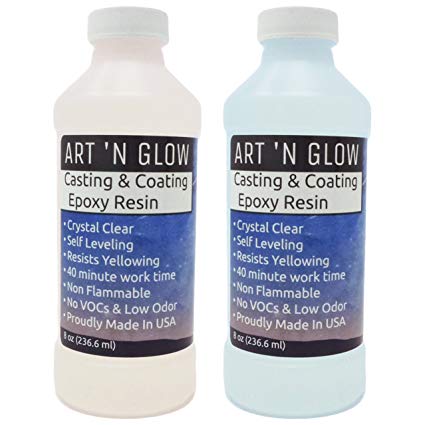 ART 'N GLOW
Casting & Coating
Epoxy Resin
• Crystal Clear
• Self Leveling
• Resists Yellowing
• 40 minute work time
• Non Flammable
• No VOCs & Low Odor
• Proudly Made In USA
8 oz (236.6 ml)
ART 'N GLOW
Casting & Coating
Epoxy Resin
• Crystal Clear
• Self Leveling
• Resists Yellowing
• 40 minute work time
• Non Flammable
• No VOCs & Low Odor
• Proudly Made In USA
8 oz (236.6 ml)